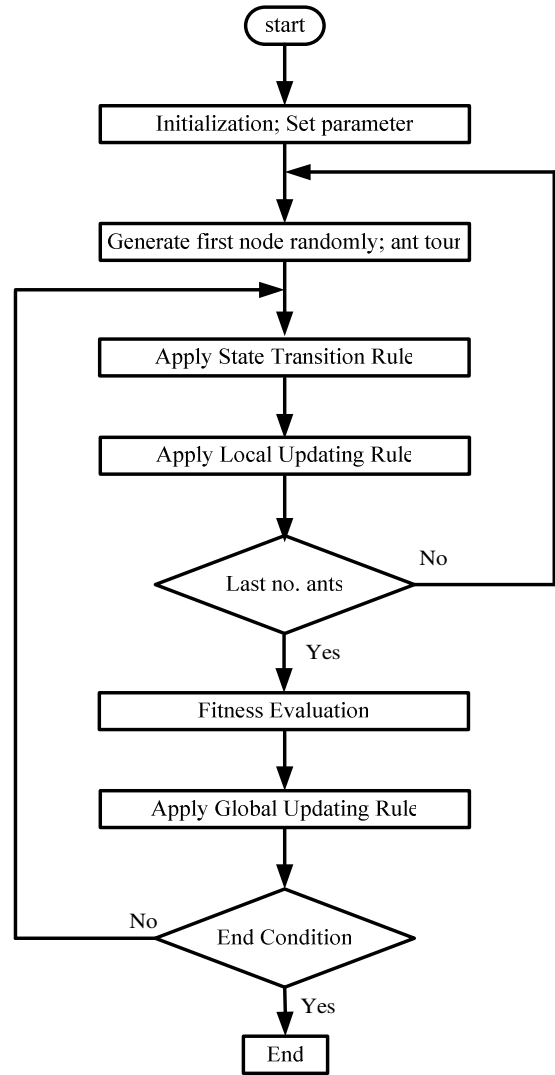 start
Initialization; Set parameter
Generate first node randomly; ant tour
Apply State Transition Rule
Apply Local Updating Rule
No
Last no. ants
Yes
Fitness Evaluation
Apply Global Updating Rule
No
End Condition
Yes
End